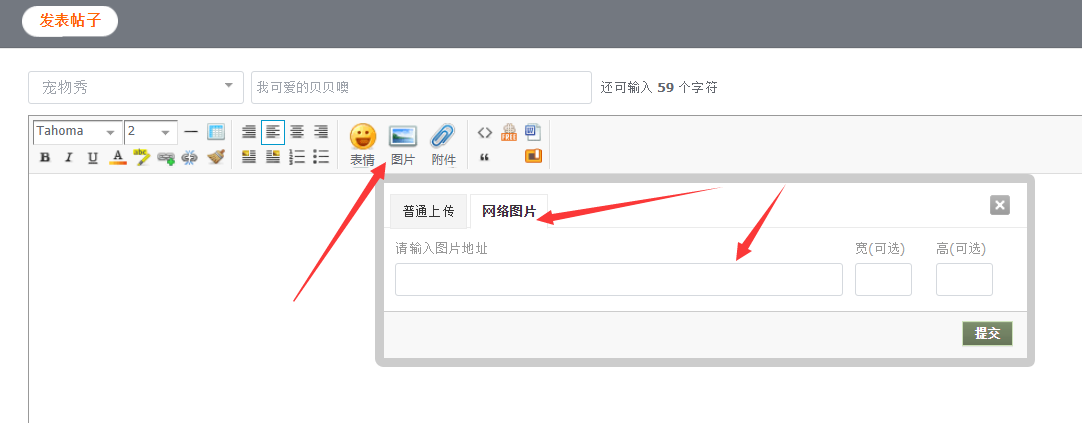 发表帖子
宠物秀 我可爱的贝贝噢 还可输入 59 个字符
Tahoma 2
B I U A abc
表情 图片 附件
普通上传 网络图片
请输入图片地址 宽(可选) 高(可选)
提交